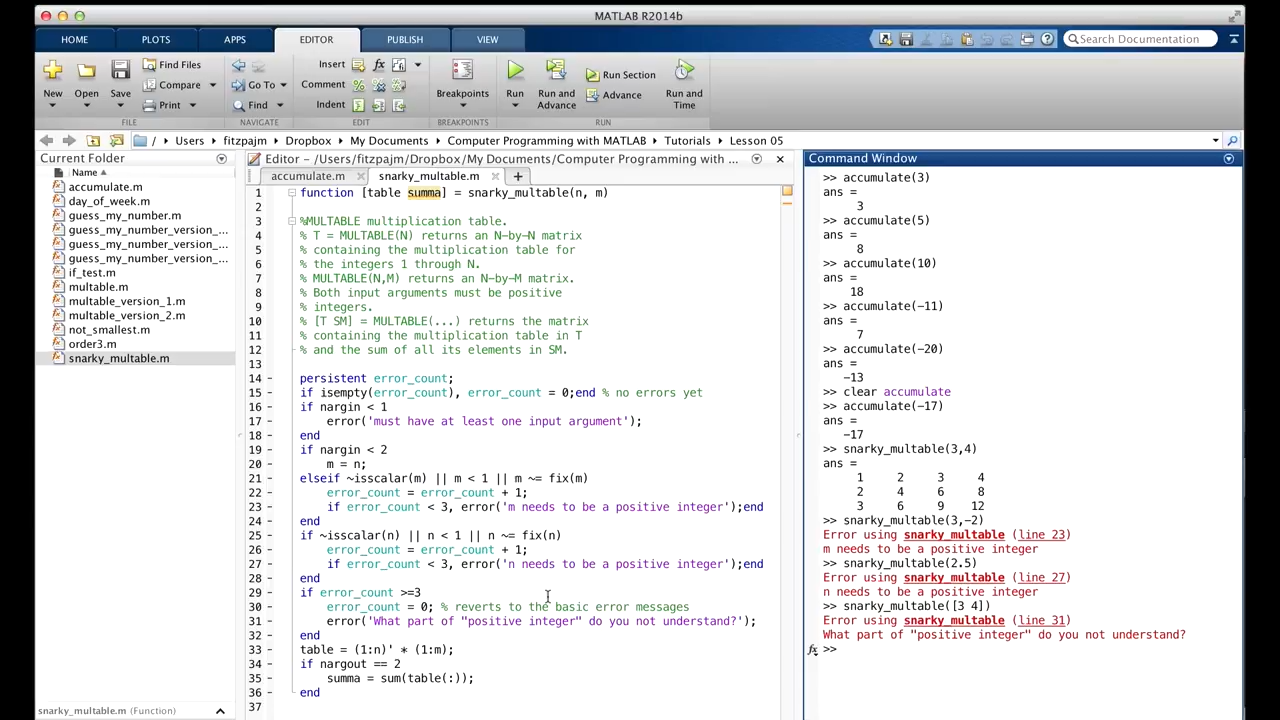 MATLAB R2014b
HOME PLOTS APPS EDITOR PUBLISH VIEW Search Documentation
New Open Save Find Files Compare Print
Go To Find
Insert Comment Indent
Breakpoints
Run Run and Advance Run Section Advance Run and Time
FILE NAVIGATE EDIT BREAKPOINTS RUN
/ Users fitzpajm Dropbox My Documents Computer Programming with MATLAB Tutorials Lesson 05
Current Folder
Name
accumulate.m
day_of_week.m
guess_my_number.m
guess_my_number_version_...
guess_my_number_version_...
guess_my_number_version_...
if_test.m
multable.m
multable_version_1.m
multable_version_2.m
not_smallest.m
order3.m
snarky_multable.m
snarky_multable.m (Function)
Editor – /Users/fitzpajm/Dropbox/My Documents/Computer Programming with ...
accumulate.m snarky_multable.m
1 function [table summa] = snarky_multable(n, m)
2
3 %MULTABLE multiplication table.
4 % T = MULTABLE(N) returns an N-by-N matrix
5 % containing the multiplication table for
6 % the integers 1 through N.
7 % MULTABLE(N,M) returns an N-by-M matrix.
8 % Both input arguments must be positive
9 % integers.
10 % [T SM] = MULTABLE(...) returns the matrix
11 % containing the multiplication table in T
12 % and the sum of all its elements in SM.
13
14 - persistent error_count;
15 - if isempty(error_count), error_count = 0;end % no errors yet
16 - if nargin < 1
17 - error('must have at least one input argument');
18 - end
19 - if nargin < 2
20 - m = n;
21 - elseif ~isscalar(m) || m < 1 || m ~= fix(m)
22 - error_count = error_count + 1;
23 - if error_count < 3, error('m needs to be a positive integer');end
24 - end
25 - if ~isscalar(n) || n < 1 || n ~= fix(n)
26 - error_count = error_count + 1;
27 - if error_count < 3, error('n needs to be a positive integer');end
28 - end
29 - if error_count >=3
30 - error_count = 0; % reverts to the basic error messages
31 - error('What part of "positive integer" do you not understand?');
32 - end
33 - table = (1:n)' * (1:m);
34 - if nargout == 2
35 - summa = sum(table(:));
36 - end
37
Command Window
>> accumulate(3)
ans =
3
>> accumulate(5)
ans =
8
>> accumulate(10)
ans =
18
>> accumulate(-11)
ans =
7
>> accumulate(-20)
ans =
-13
>> clear accumulate
>> accumulate(-17)
ans =
-17
>> snarky_multable(3,4)
ans =
1 2 3 4
2 4 6 8
3 6 9 12
>> snarky_multable(3,-2)
Error using snarky_multable (line 23)
m needs to be a positive integer
>> snarky_multable(2.5)
Error using snarky_multable (line 27)
n needs to be a positive integer
>> snarky_multable([3 4])
Error using snarky_multable (line 31)
What part of "positive integer" do you not understand?
fx >>